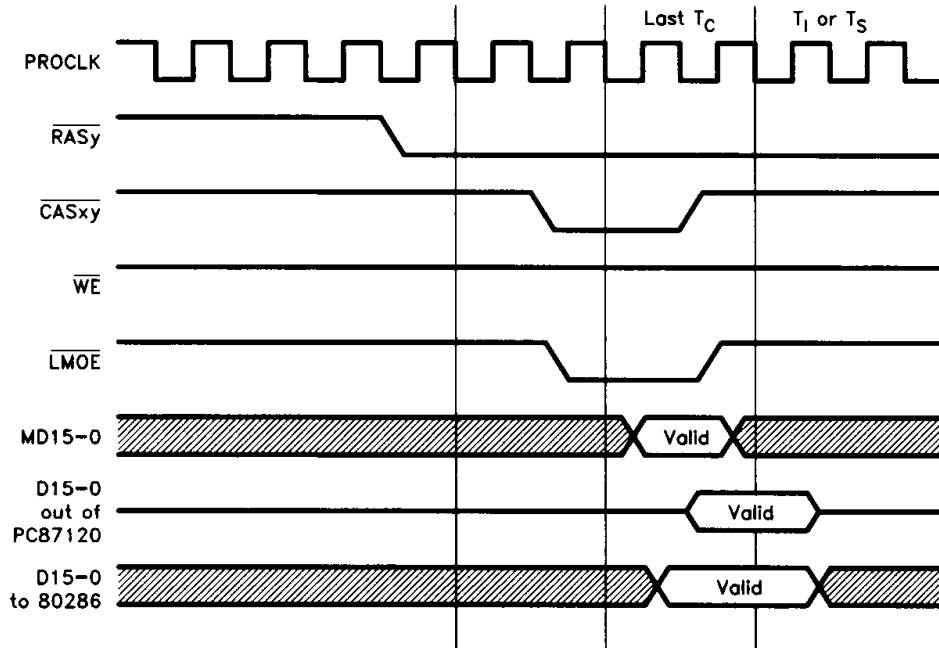 Last T_C
T_I or T_S
PROCLK
RASy
CASxy
WE
LMOE
MD15-0
Valid
D15-0
out of
PC87120
Valid
D15-0
to 80286
Valid